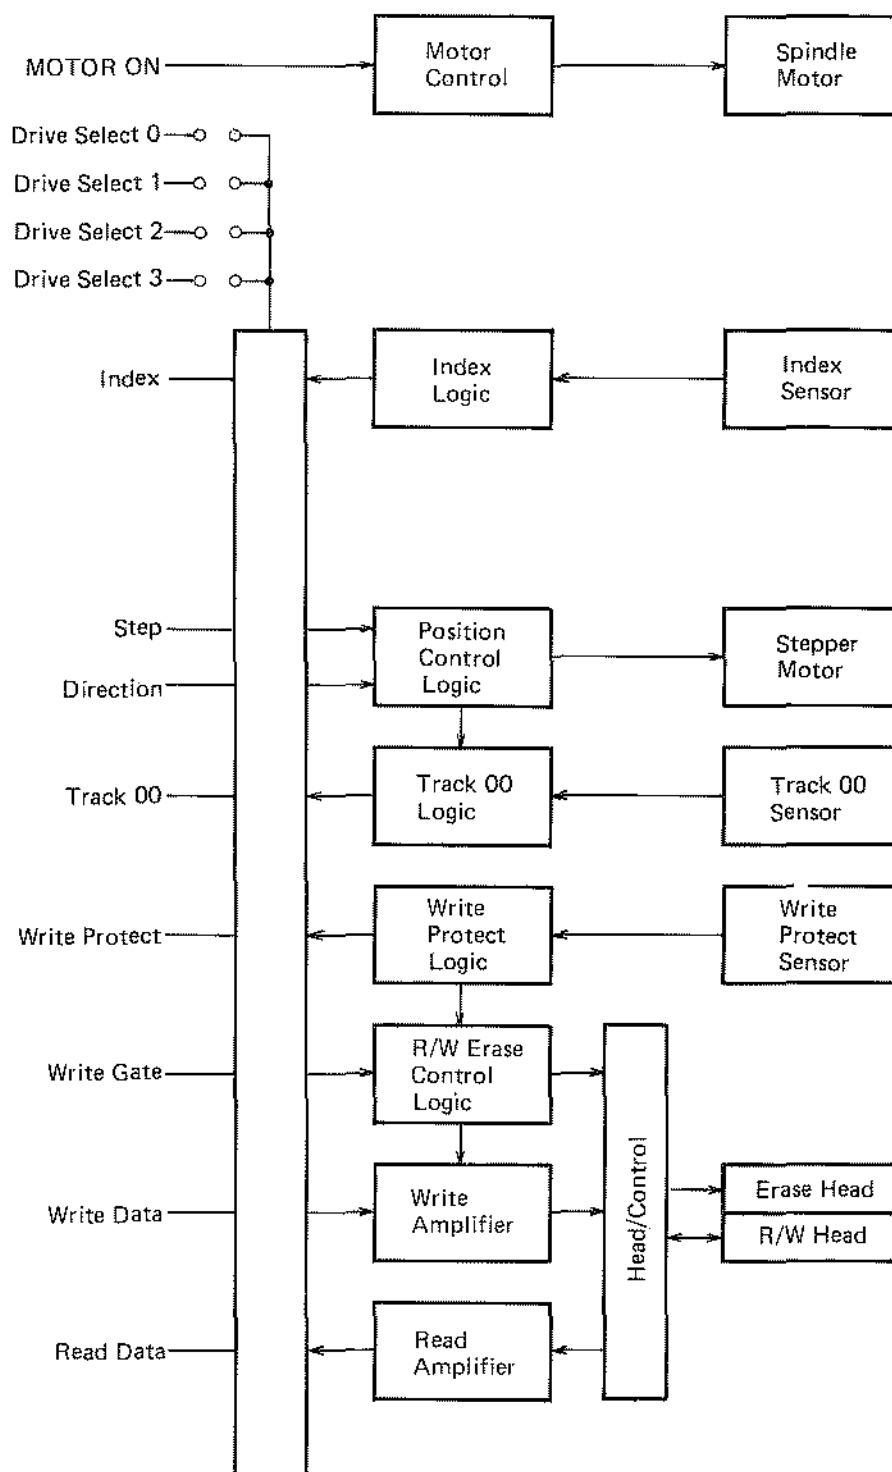 MOTOR ON
Motor
Control
Spindle
Motor
Drive Select 0
Drive Select 1
Drive Select 2
Drive Select 3
Index
Index
Logic
Index
Sensor
Step
Direction
Position
Control
Logic
Stepper
Motor
Track 00
Track 00
Logic
Track 00
Sensor
Write Protect
Write
Protect
Logic
Write
Protect
Sensor
Write Gate
R/W Erase
Control
Logic
Head/Control
Write Data
Write
Amplifier
Erase Head
R/W Head
Read Data
Read
Amplifier